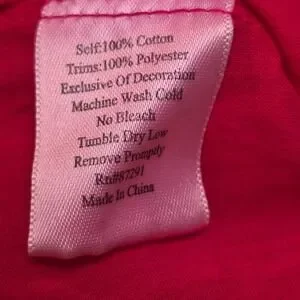 Self:100% Cotton
Trims:100% Polyester
Exclusive Of Decoration
Machine Wash Cold
No Bleach
Tumble Dry Low
Remove Promptly
Rn#87291
Made In China